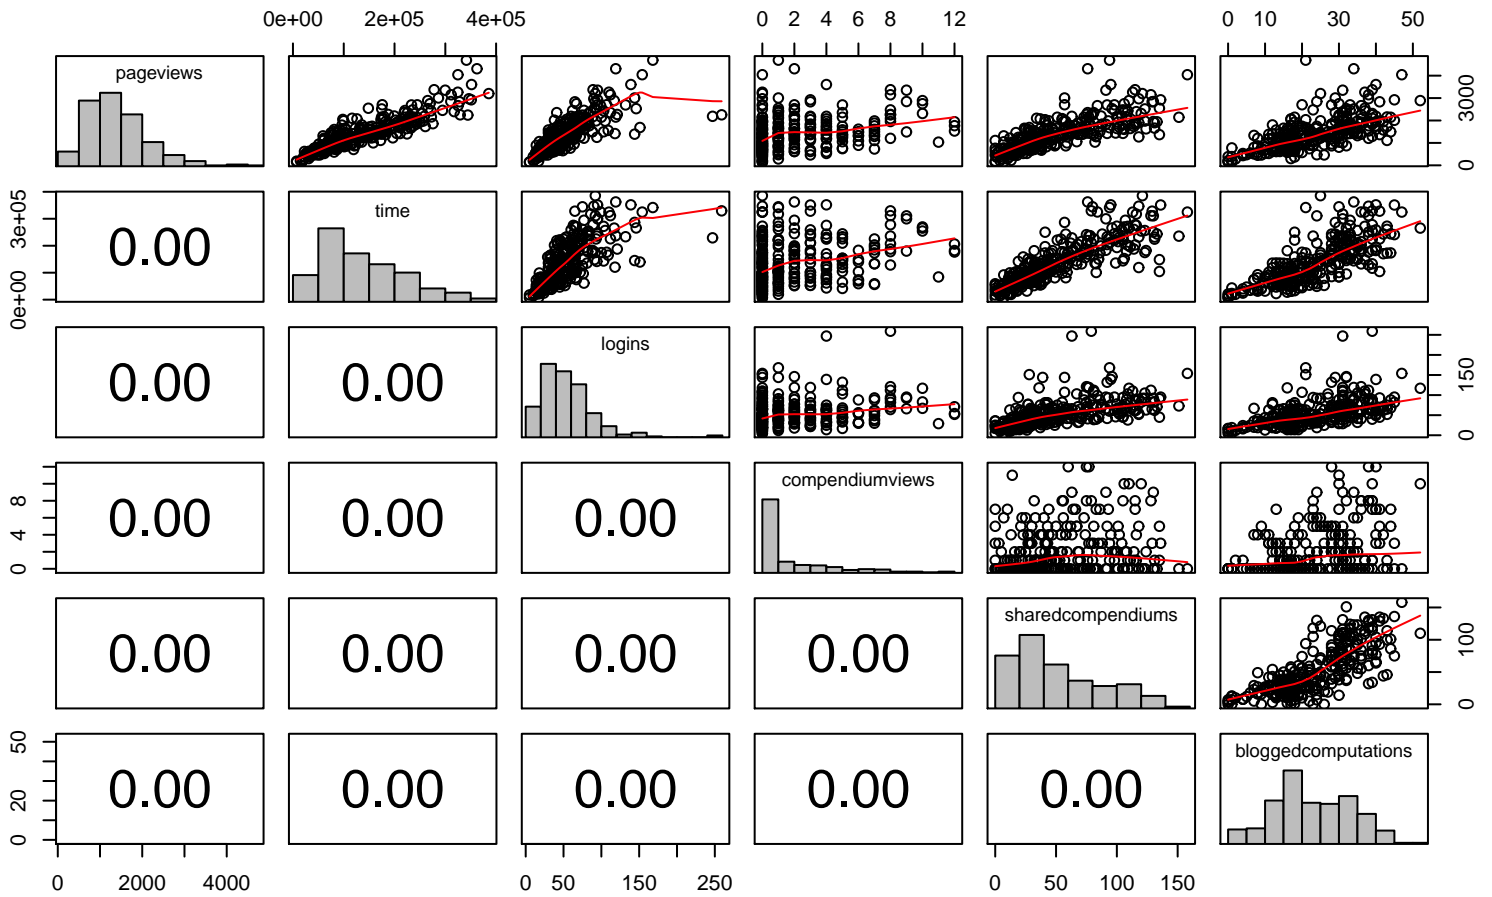 0e+00 2e+05 4e+05 0 2 4 6 8 12 0 10 30 50
pageviews
0 3000
0e+00 3e+05
0.00 time
0.00 0.00 logins
0 150
0 4 8
0.00 0.00 0.00 compendiumviews
0.00 0.00 0.00 0.00 sharedcompendiums
0 100
0 20 50
0.00 0.00 0.00 0.00 0.00 bloggedcomputations
0 2000 4000 0 50 150 250 0 50 100 150